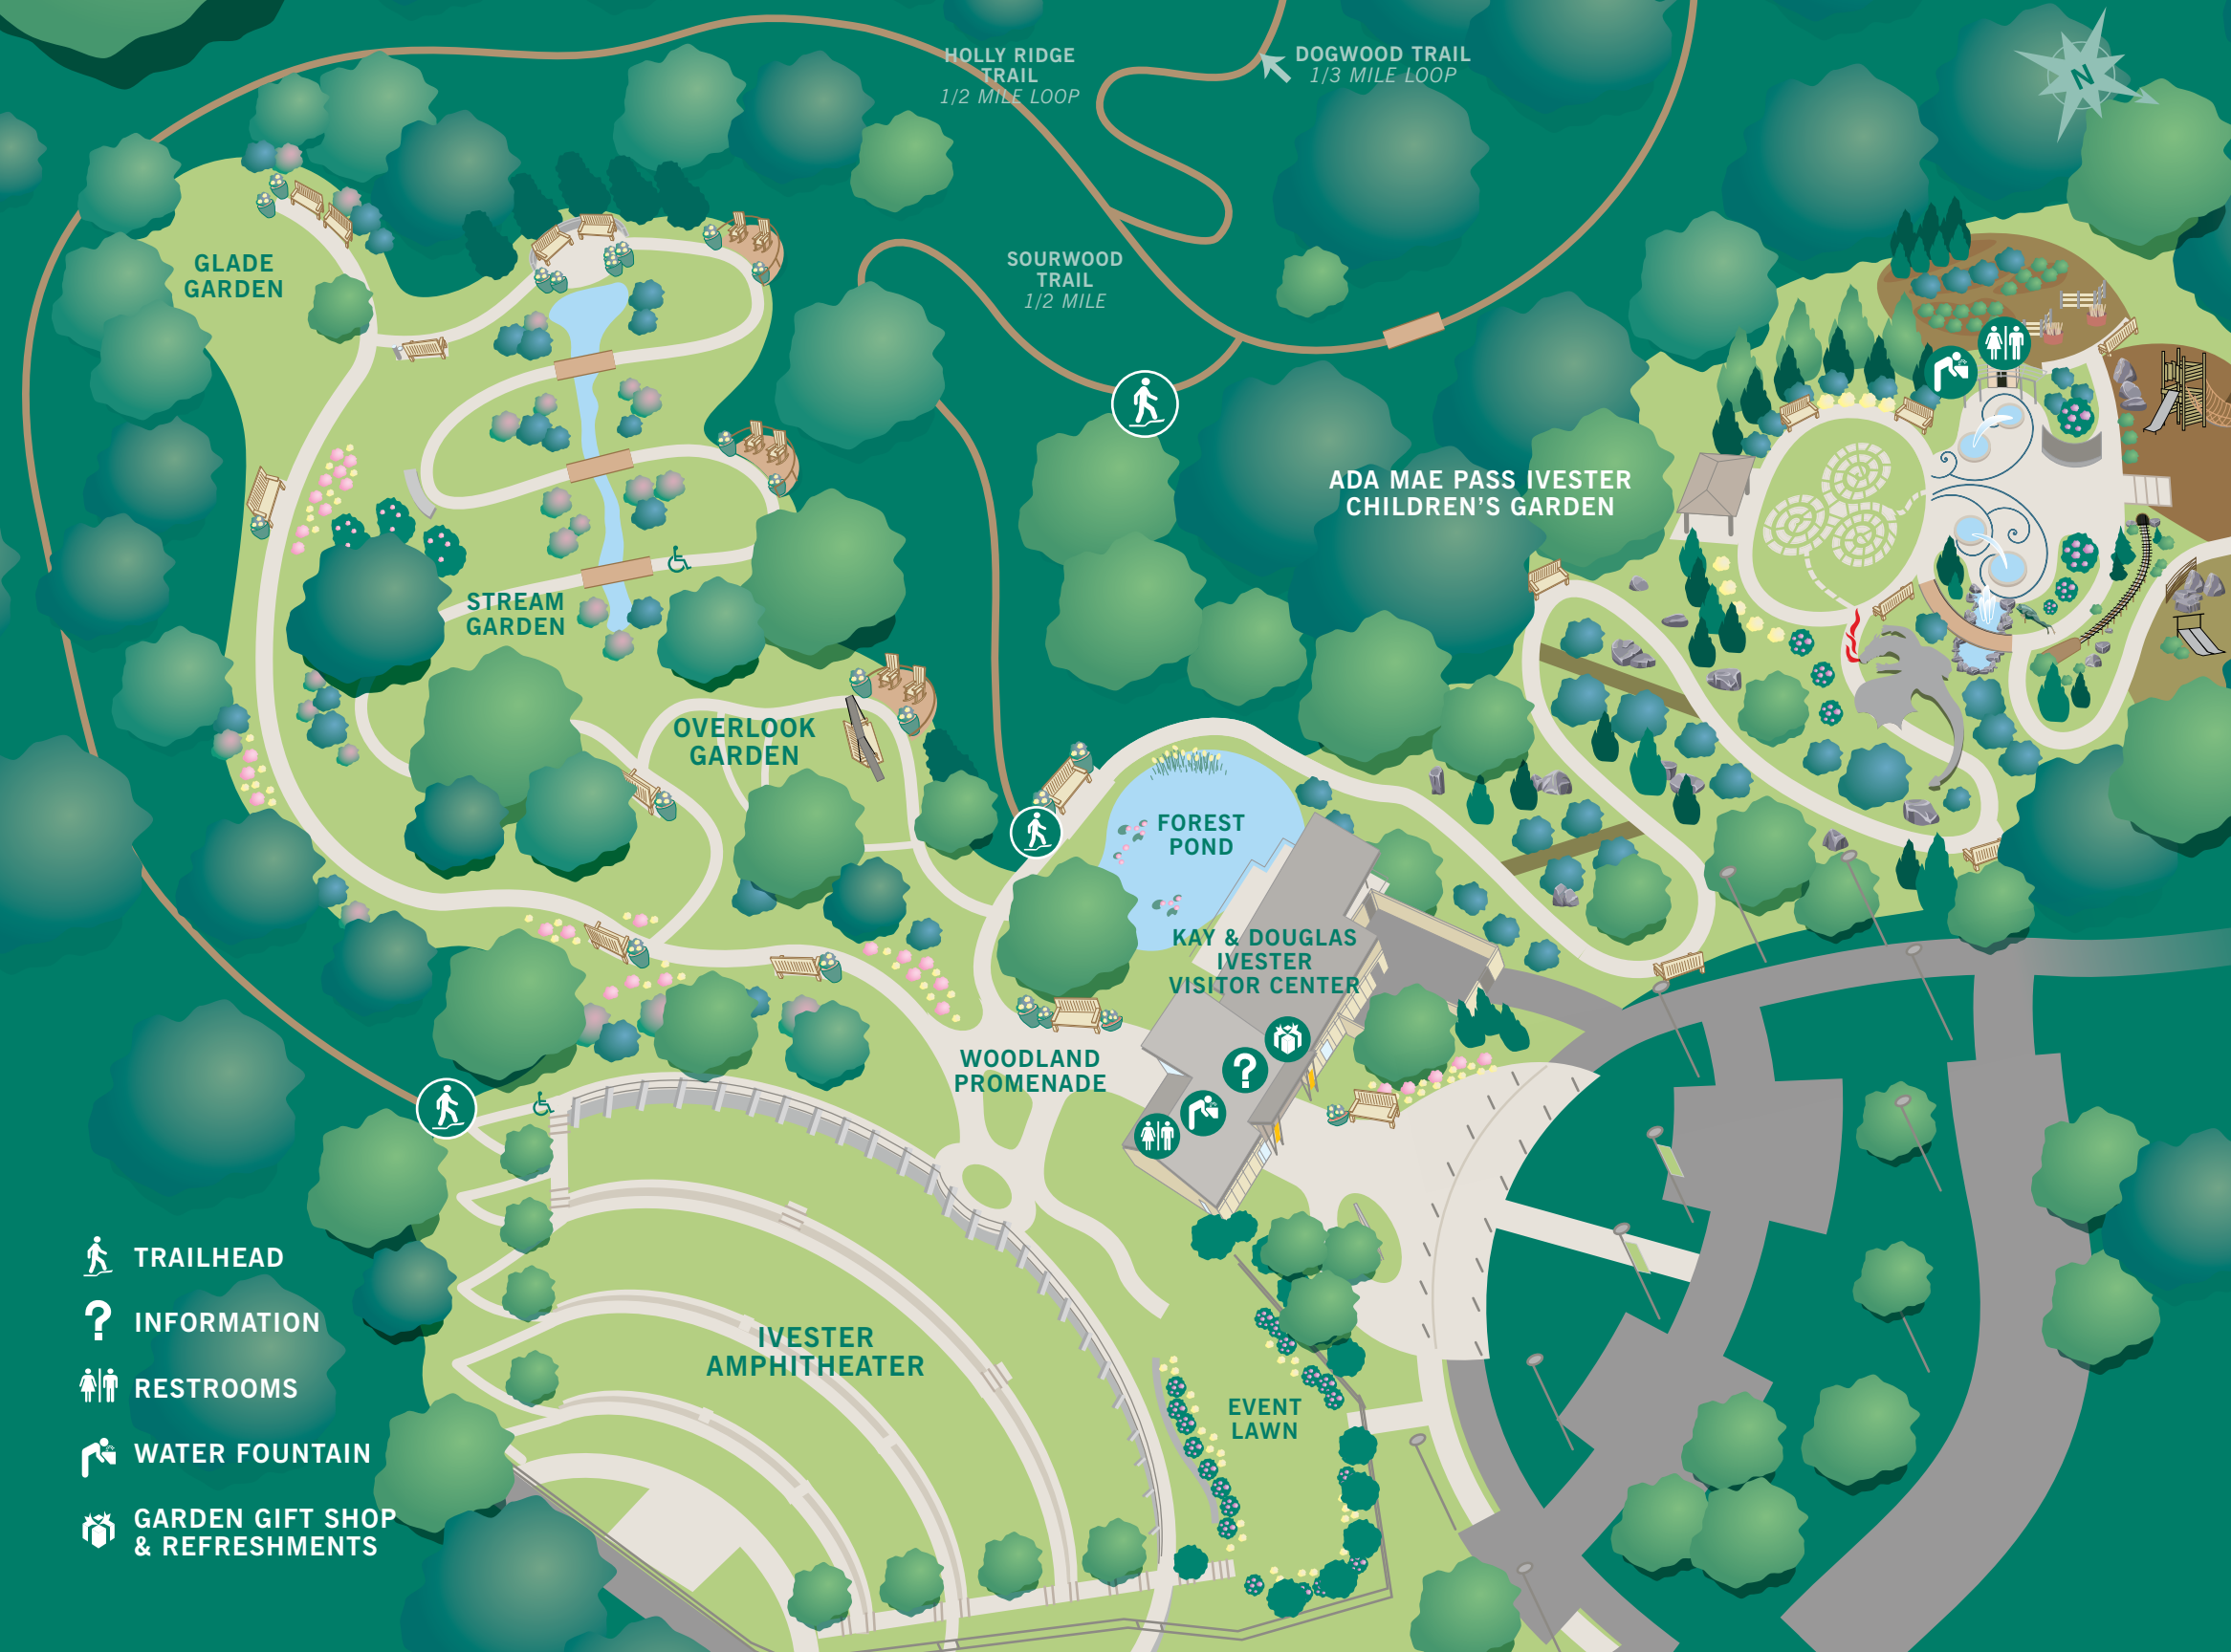 HOLLY RIDGE
TRAIL
1/2 MILE LOOP
DOGWOOD TRAIL
1/3 MILE LOOP
N
GLADE
GARDEN
SOURWOOD
TRAIL
1/2 MILE
ADA MAE PASS IVESTER
CHILDREN'S GARDEN
STREAM
GARDEN
OVERLOOK
GARDEN
FOREST
POND
KAY & DOUGLAS
IVESTER
VISITOR CENTER
WOODLAND
PROMENADE
?
IVESTER
AMPHITHEATER
EVENT
LAWN
TRAILHEAD
? INFORMATION
RESTROOMS
WATER FOUNTAIN
GARDEN GIFT SHOP
& REFRESHMENTS